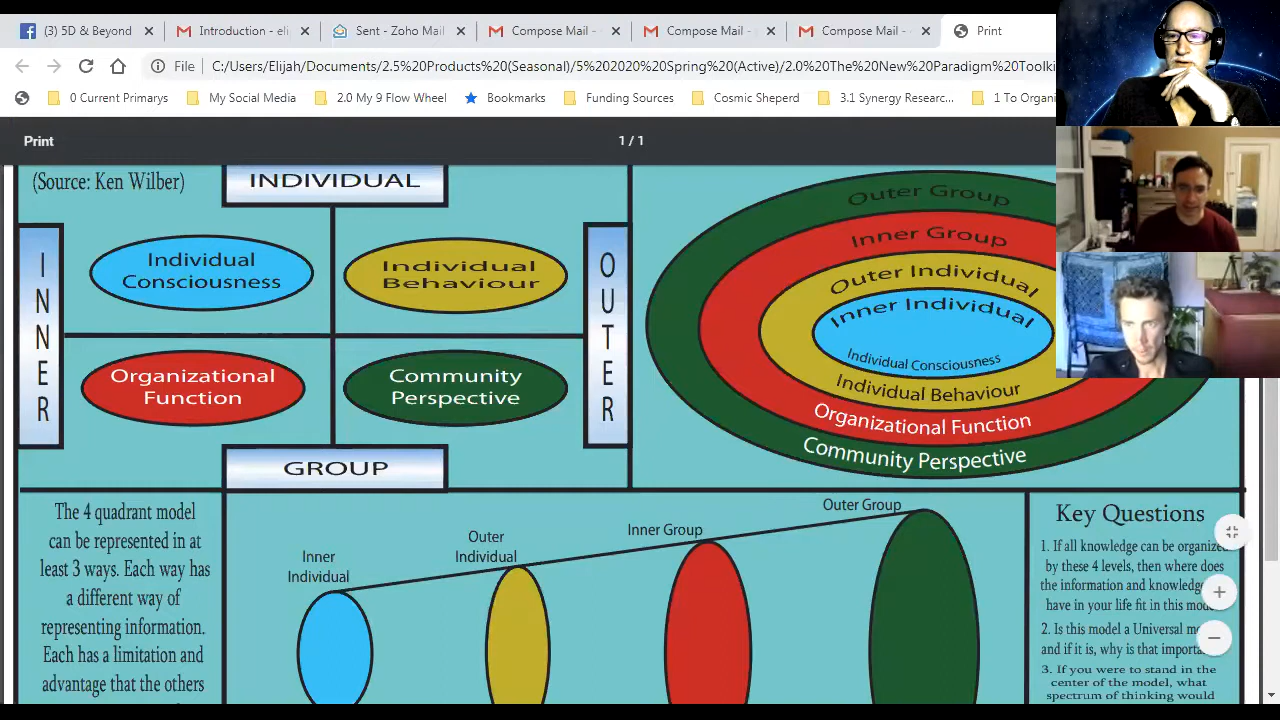 (3) 5D & Beyond
Introduction - eli
Sent - Zoho Mail
Compose Mail -
Compose Mail -
Compose Mail -
Print
File
C:/Users/Elijah/Documents/2.5%20Products%20(Seasonal)/5%202020%20Spring%20(Active)/2.0%20The%20New%20Paradigm%20Toolki
0 Current Primarys
My Social Media
2.0 My 9 Flow Wheel
Bookmarks
Funding Sources
Cosmic Sheperd
3.1 Synergy Researc...
1 To Organi
Print
1 / 1
(Source: Ken Wilber)
INDIVIDUAL
INNER
OUTER
Individual
Consciousness
Individual
Behaviour
Organizational
Function
Community
Perspective
GROUP
Outer Group
Inner Group
Outer Individual
Inner Individual
Individual Consciousness
Individual Behaviour
Organizational Function
Community Perspective
The 4 quadrant model
can be represented in at
least 3 ways. Each way has
a different way of
representing information.
Each has a limitation and
advantage that the others
Inner
Individual
Outer
Individual
Inner Group
Outer Group
Key Questions
1. If all knowledge can be organize
by these 4 levels, then where does
the information and knowledge
have in your life fit in this mod
2. Is this model a Universal m
and if it is, why is that importa
3. If you were to stand in the
center of the model, what
spectrum of thinking would